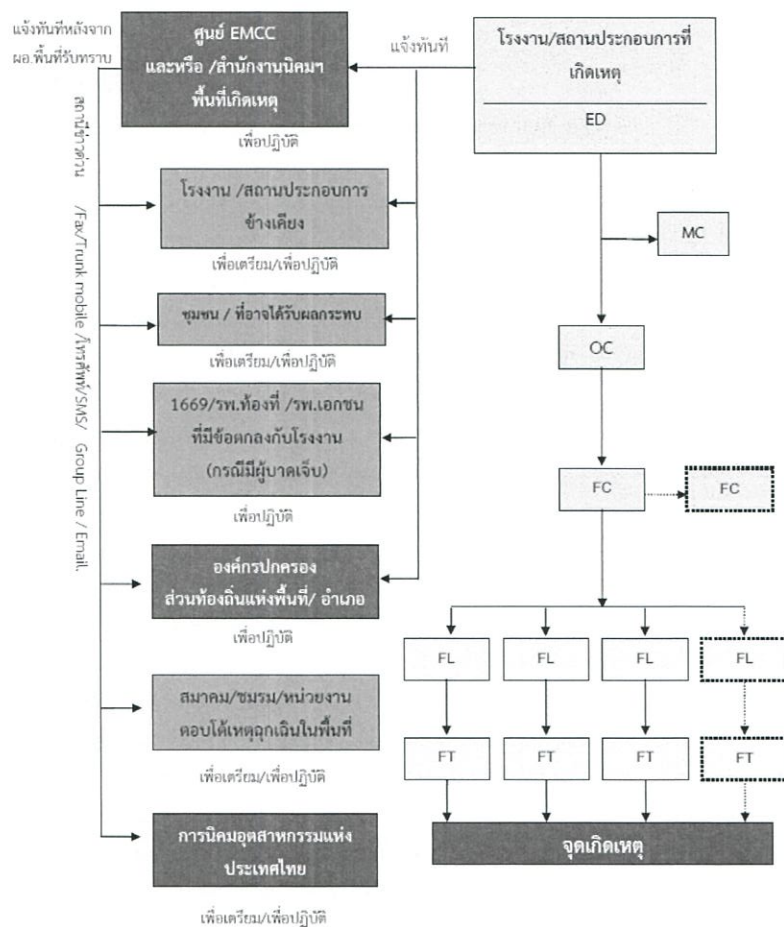 แจ้งทันทีหลังจาก
ผอ.พื้นที่รับทราบ
ศูนย์ EMCC
และหรือ /สำนักงานนิคมฯ
พื้นที่เกิดเหตุ
เพื่อปฏิบัติ
แจ้งทันที
โรงงาน/สถานประกอบการที่
เกิดเหตุ
ED
สถานีข่าวด่วน /Fax/Trunk mobile /โทรศัพท์/SMS/ Group Line / Email.
โรงงาน /สถานประกอบการ
ข้างเคียง
เพื่อเตรียม/เพื่อปฏิบัติ
MC
ชุมชน / ที่อาจได้รับผลกระทบ
เพื่อเตรียม/เพื่อปฏิบัติ
OC
1669/รพ.ท้องที่ /รพ.เอกชน
ที่มีข้อตกลงกับโรงงาน
(กรณีมีผู้บาดเจ็บ)
เพื่อปฏิบัติ
FC
FC
องค์กรปกครอง
ส่วนท้องถิ่นแห่งพื้นที่/ อำเภอ
เพื่อปฏิบัติ
FL
FL
FL
FL
สมาคม/ชมรม/หน่วยงาน
ตอบโต้เหตุฉุกเฉินในพื้นที่
เพื่อเตรียม/เพื่อปฏิบัติ
FT
FT
FT
FT
การนิคมอุตสาหกรรมแห่ง
ประเทศไทย
เพื่อเตรียม/เพื่อปฏิบัติ
จุดเกิดเหตุ